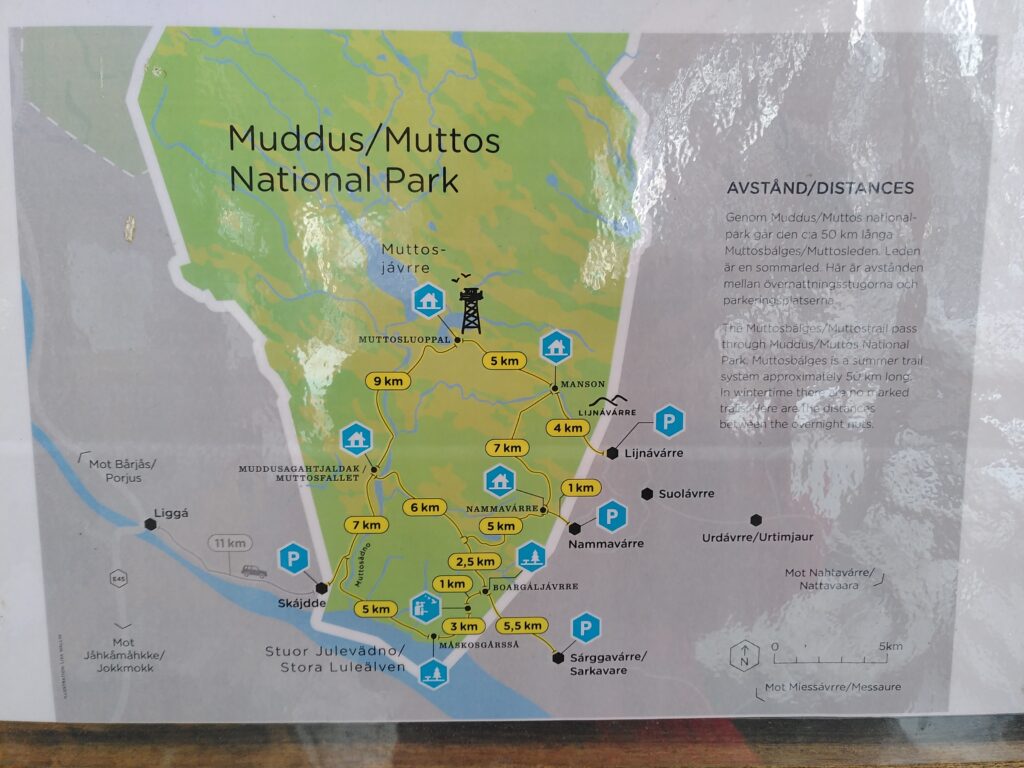 Muddus/Muttos
National Park
AVSTÅND/DISTANCES
Genom Muddus/Muttos national-
park går den c:a 50 km långa
Muttosbálges/Muttosleden. Leden
är en sommarled. Här är avstånden
mellan övernattningsstugorna och
parkeringsplatserna.
The Muttosbálges/Muttostrail pass
through Muddus/Muttos National
Park. Muttosbálges is a summer trail
system approximately 50 km long.
In wintertime there are no marked
trails. Here are the distances
between the overnight huts.
Muttos-
jávrre
MUTTOSLUOPPAL
5 km
9 km
MANSON
LIJNÁVÁRRE
4 km
P
Lijnávárre
7 km
MUDDUSAGAHTJALDAK/
MUTTOSFALLET
1 km
Suolávrre
6 km
NAMMAVÁRRE
P
5 km
Nammavárre
Urdávrre/Urtimjaur
Mot Bårjås/
Porjus
Liggá
7 km
11 km
P
Muttosädno
2,5 km
1 km
BOARGÁLJÁVRRE
Mot Nahtavárre/
Nattavaara
E45
Skájdde
5 km
3 km
5,5 km
P
MÅSKOSGÅRSSÅ
Mot
Jåhkåmåhkke/
Jokkmokk
Stuor Julevädno/
Stora Luleälven
Sárggavárre/
Sarkavare
N
0 5km
Mot Miessávrre/Messaure